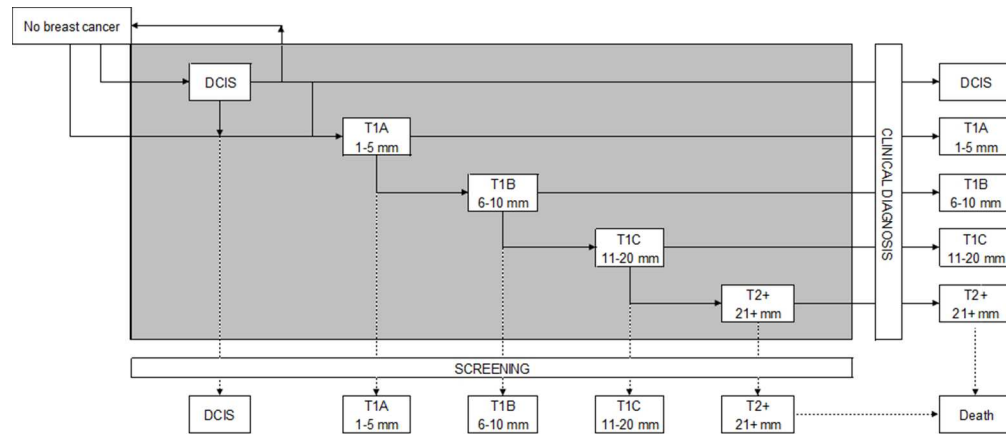 No breast cancer
DCIS
DCIS
T1A
1-5 mm
T1A
1-5 mm
T1B
6-10 mm
T1B
6-10 mm
T1C
11-20 mm
T1C
11-20 mm
T2+
21+ mm
T2+
21+ mm
CLINICAL DIAGNOSIS
SCREENING
DCIS
T1A
1-5 mm
T1B
6-10 mm
T1C
11-20 mm
T2+
21+ mm
Death